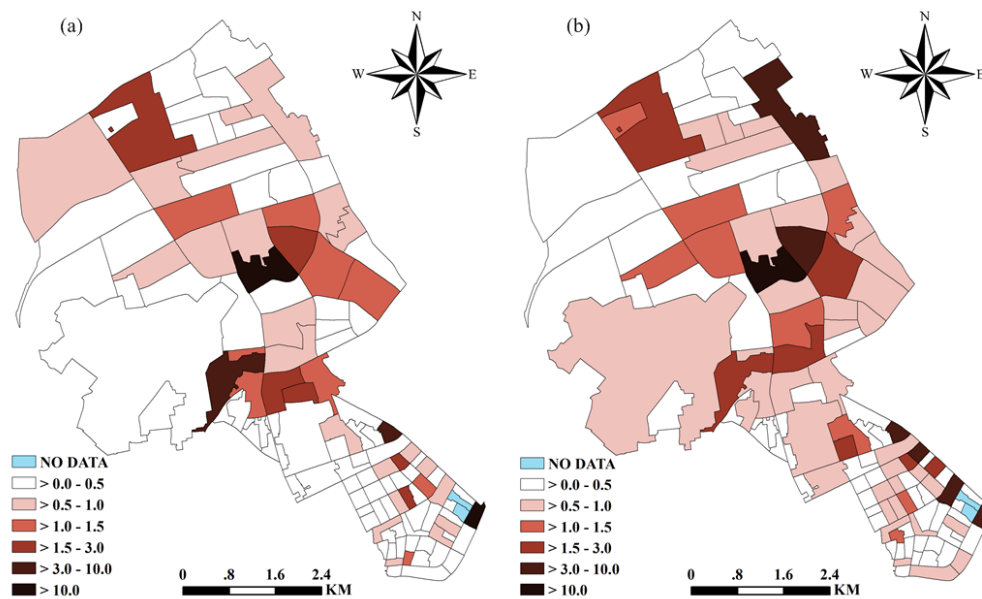 (a)
N
W E
S
(b)
N
W E
S
NO DATA
> 0.0 - 0.5
> 0.5 - 1.0
> 1.0 - 1.5
> 1.5 - 3.0
> 3.0 - 10.0
> 10.0
0 .8 1.6 2.4
KM
NO DATA
> 0.0 - 0.5
> 0.5 - 1.0
> 1.0 - 1.5
> 1.5 - 3.0
> 3.0 - 10.0
> 10.0
0 .8 1.6 2.4
KM